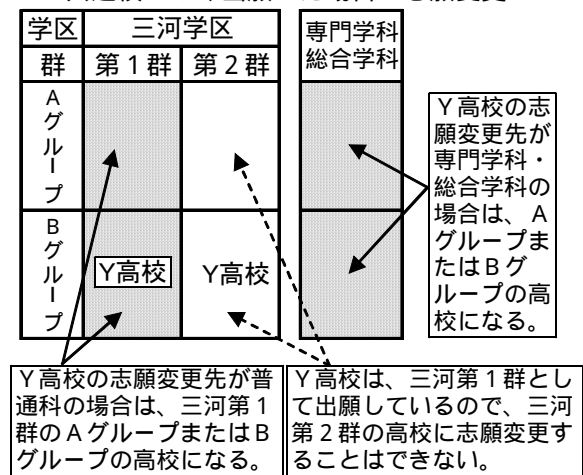 学区 三河学区
群 第1群 第2群
専門学科
総合学科
Aグループ
Bグループ
Y高校 Y高校
Y高校の志
願変更先が
専門学科・
総合学科の
場合は、A
グループま
たはBグ
ループの高
校になる。
Y高校の志願変更先が普
通科の場合は、三河第1
群のAグループまたはB
グループの高校になる。
Y高校は、三河第1群とし
て出願しているので、三河
第2群の高校に志願変更す
ることはできない。